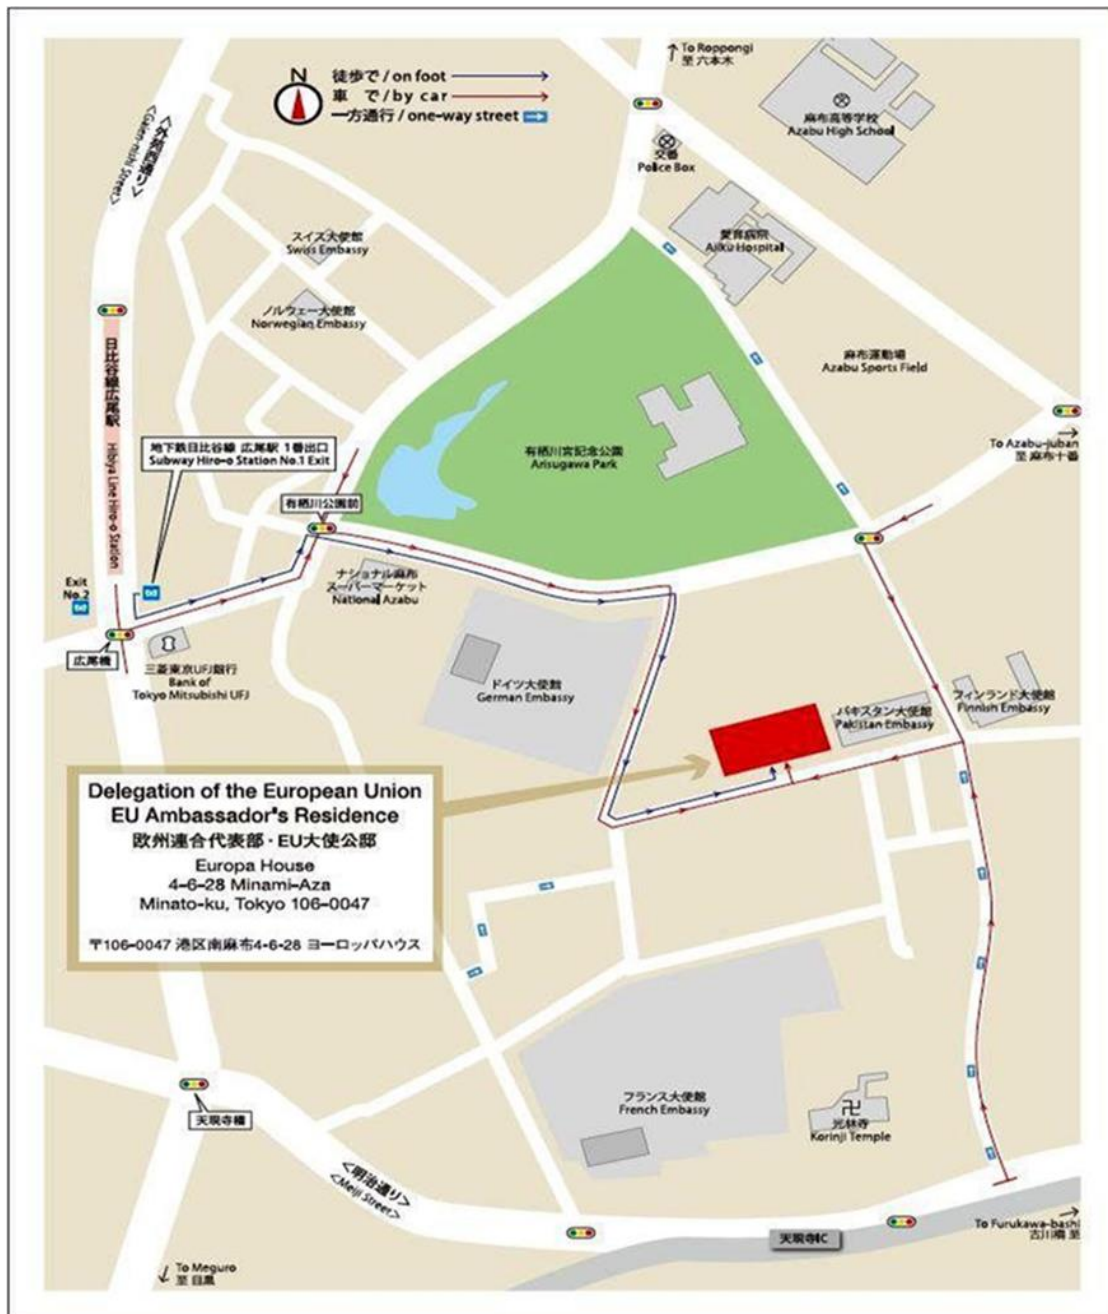 N
徒歩で / on foot
車 で / by car
一方通行 / one-way street
To Roppongi
至 六本木
麻布高等学校
Azabu High School
交番
Police Box
<外苑西通り>
<Gaien-nishi Street>
愛育病院
Aiiku Hospital
スイス大使館
Swiss Embassy
ノルウェー大使館
Norwegian Embassy
日比谷線広尾駅
Hibiya Line Hiro-o Station
麻布運動場
Azabu Sports Field
地下鉄日比谷線 広尾駅 1番出口
Subway Hiro-o Station No.1 Exit
有栖川宮記念公園
Arisugawa Park
To Azabu-juban
至 麻布十番
有栖川公園前
Exit
No.2
ナショナル麻布
スーパーマーケット
National Azabu
広尾橋
三菱東京UFJ銀行
Bank of
Tokyo Mitsubishi UFJ
ドイツ大使館
German Embassy
パキスタン大使館
Pakistan Embassy
フィンランド大使館
Finnish Embassy
Delegation of the European Union
EU Ambassador's Residence
欧州連合代表部・EU大使公邸
Europa House
4-6-28 Minami-Aza
Minato-ku, Tokyo 106-0047
〒106-0047 港区南麻布4-6-28 ヨーロッパハウス
天現寺橋
フランス大使館
French Embassy
卍
光林寺
Korinji Temple
<明治通り>
<Meiji Street>
天現寺IC
To Furukawa-bashi
古川橋 至
To Meguro
至 目黒